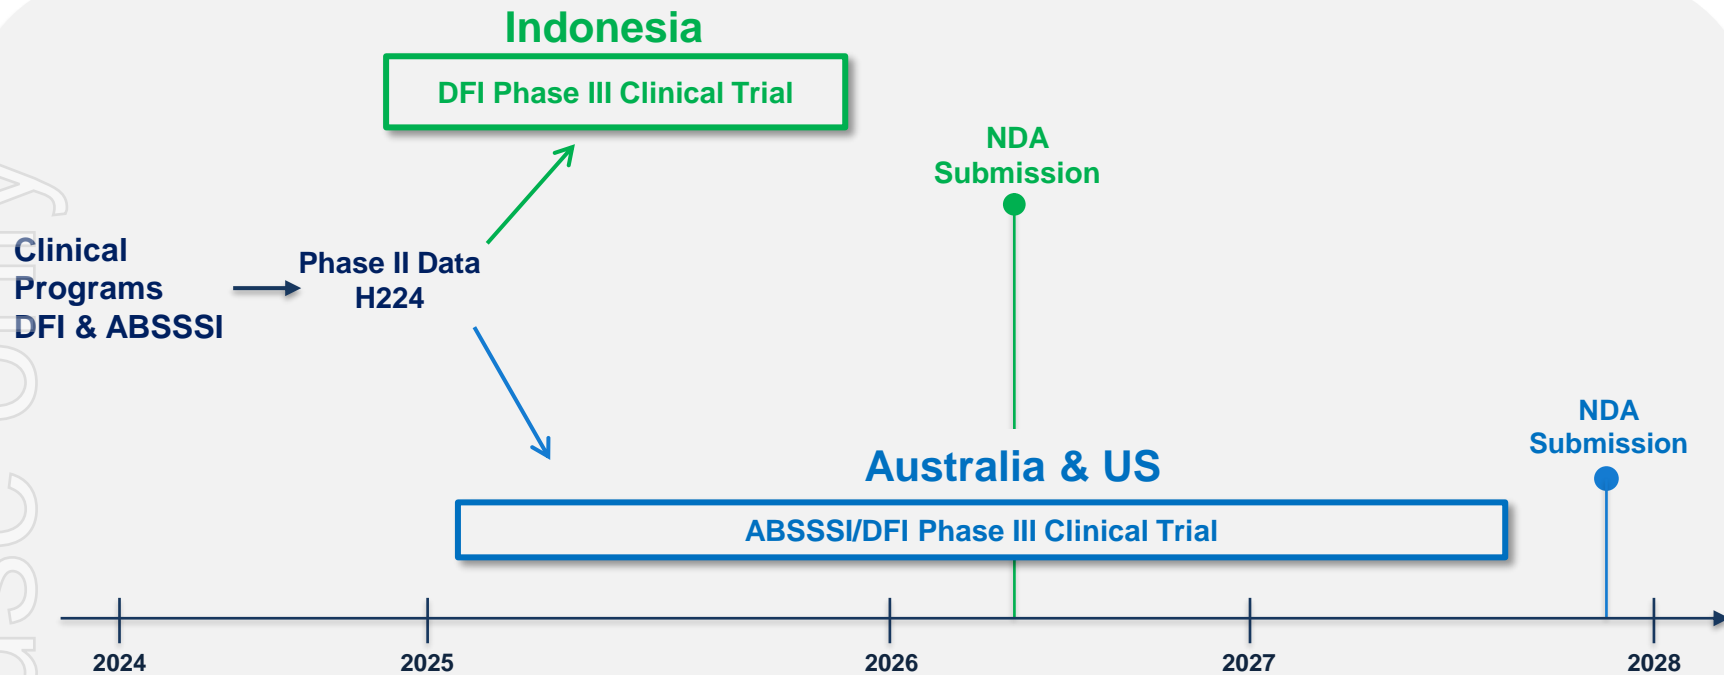 Indonesia
DFI Phase III Clinical Trial
NDA
Submission
Clinical
Programs
DFI & ABSSSI
Phase II Data
H224
NDA
Submission
Australia & US
ABSSSI/DFI Phase III Clinical Trial
2024
2025
2026
2027
2028